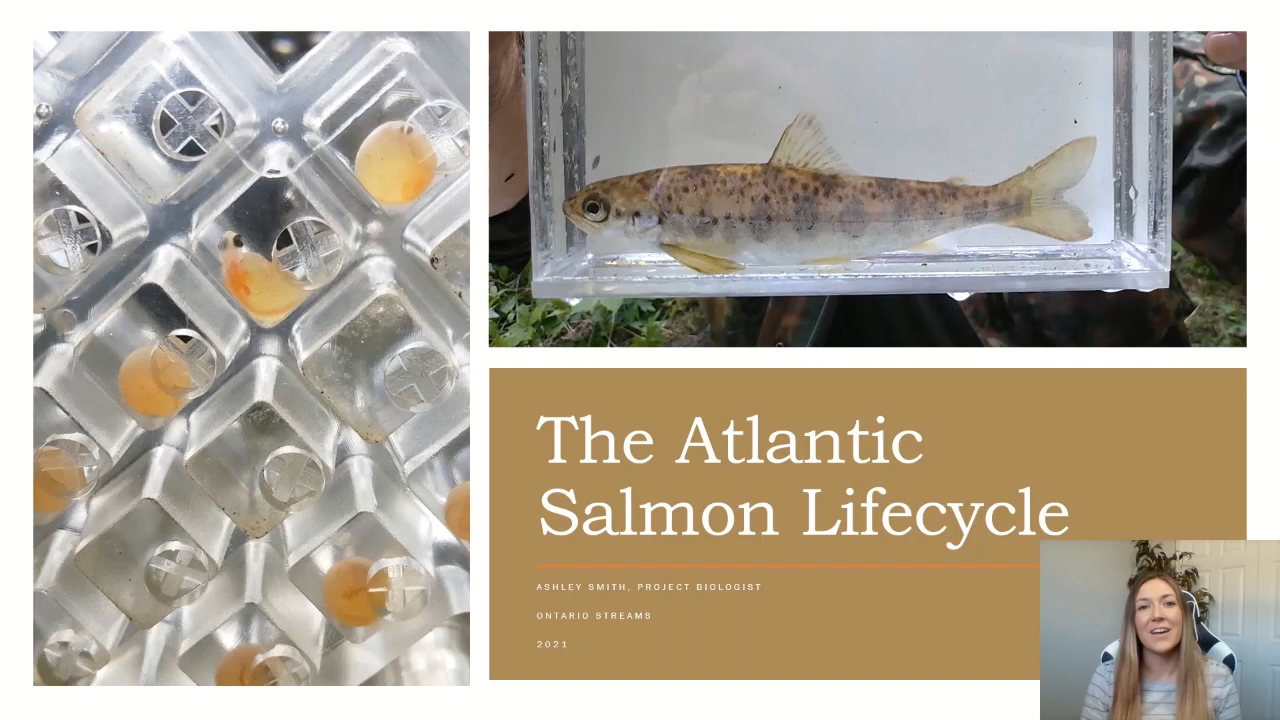 The Atlantic
Salmon Lifecycle
ASHLEY SMITH, PROJECT BIOLOGIST
ONTARIO STREAMS
2021